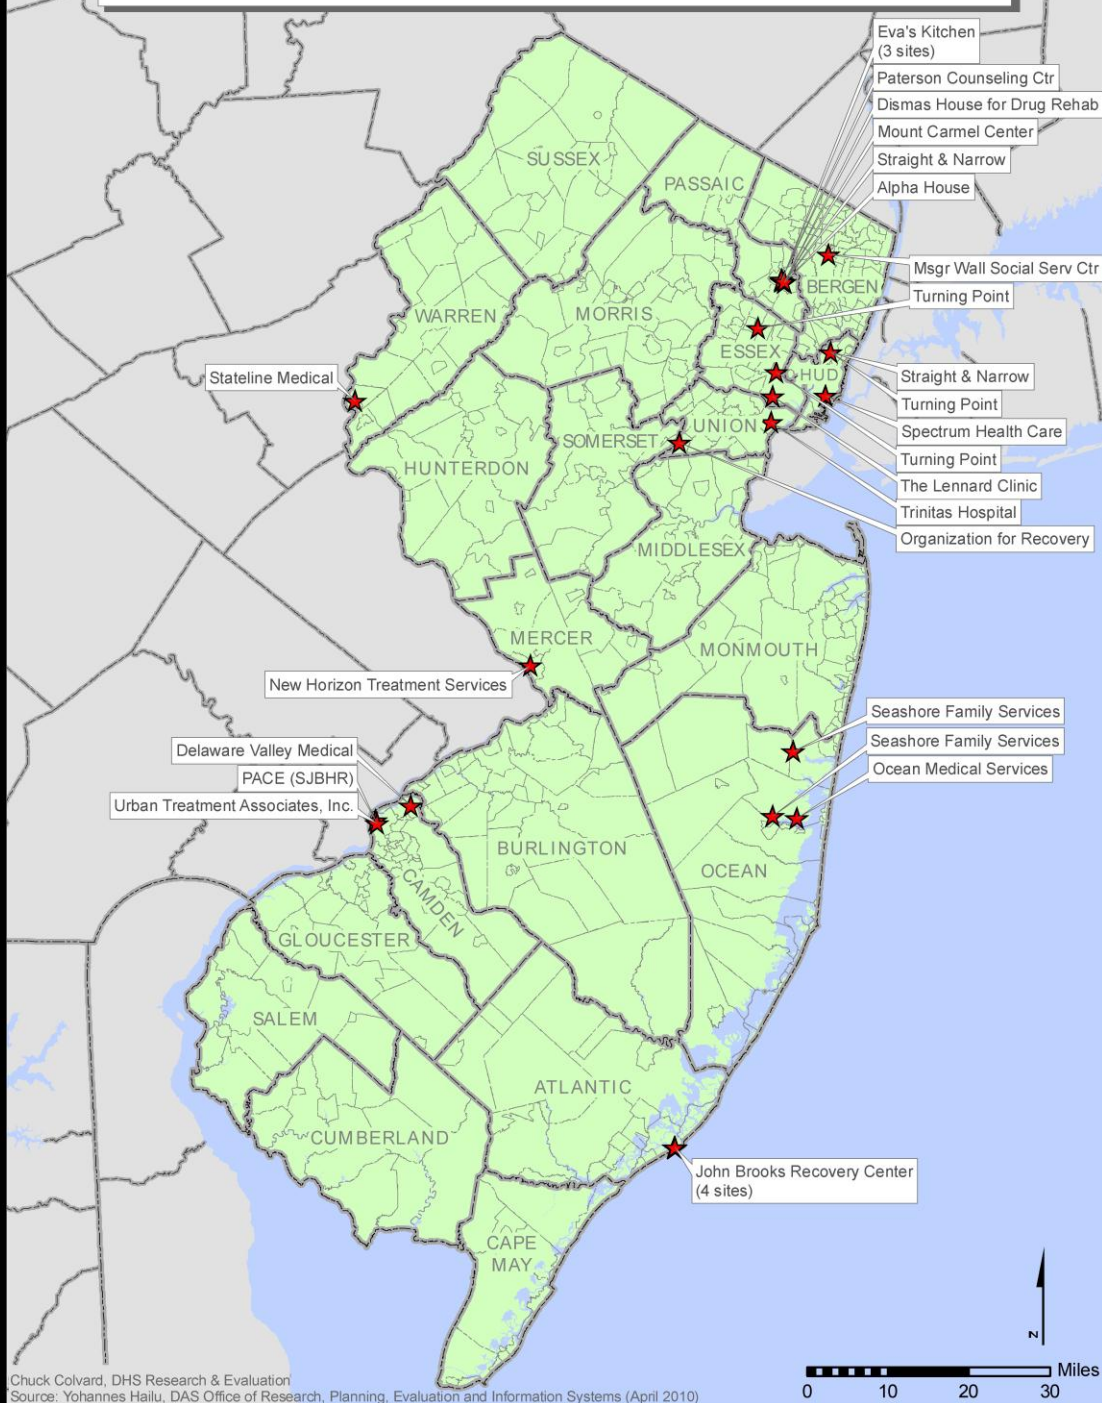 Eva's Kitchen
(3 sites)
Paterson Counseling Ctr
Dismas House for Drug Rehab
Mount Carmel Center
Straight & Narrow
Alpha House
SUSSEX
PASSAIC
Msgr Wall Social Serv Ctr
BERGEN
Turning Point
WARREN
MORRIS
ESSEX
HUD
Stateline Medical
Straight & Narrow
Turning Point
UNION
Spectrum Health Care
SOMERSET
Turning Point
HUNTERDON
The Lennard Clinic
Trinitas Hospital
Organization for Recovery
MIDDLESEX
MERCER
MONMOUTH
New Horizon Treatment Services
Seashore Family Services
Delaware Valley Medical
Seashore Family Services
PACE (SJBHR)
Ocean Medical Services
Urban Treatment Associates, Inc.
BURLINGTON
OCEAN
CAMDEN
GLOUCESTER
SALEM
ATLANTIC
CUMBERLAND
John Brooks Recovery Center
(4 sites)
CAPE
MAY
N
Chuck Colvard, DHS Research & Evaluation
Source: Yohannes Hailu, DAS Office of Research, Planning, Evaluation and Information Systems (April 2010)
Miles
0 10 20 30